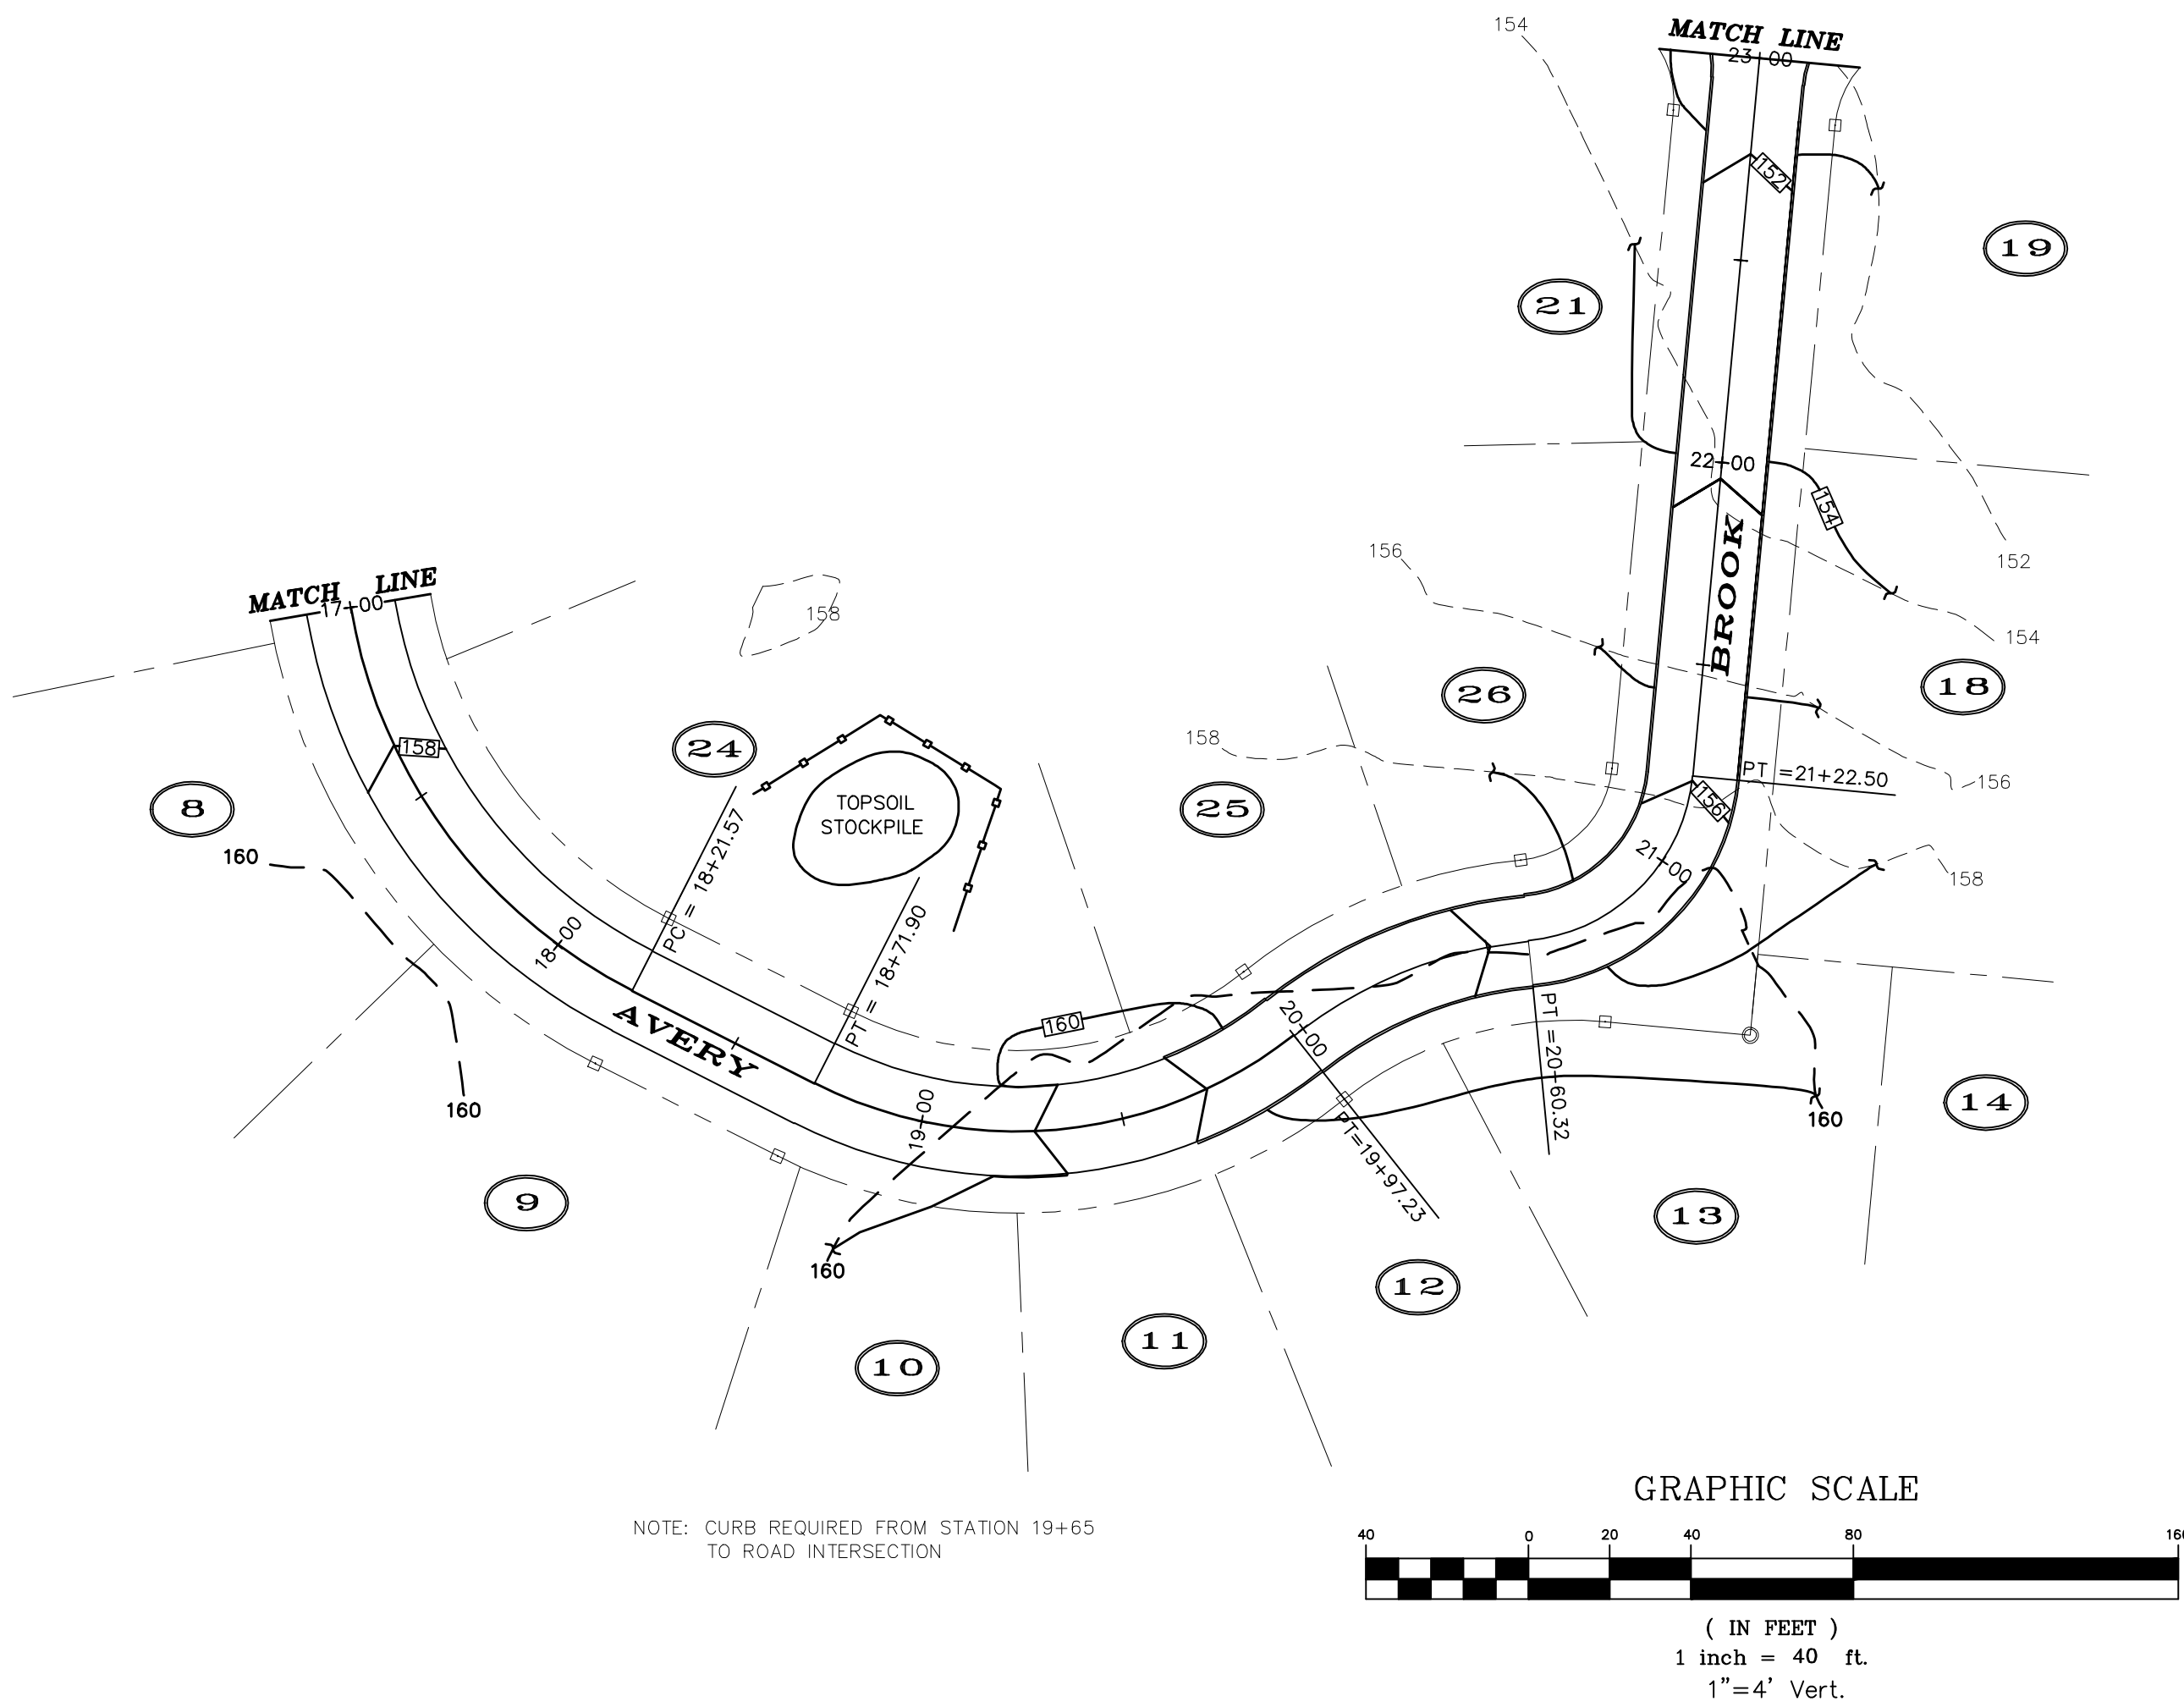 154
MATCH LINE
23+00
152
19
21
22+00
154
BROOK
156
152
154
MATCH LINE
17+00
158
26
18
158
24
158
PT =21+22.50
156
156
8
160
TOPSOIL
STOCKPILE
25
PC = 18+21.57
21+00
158
18+00
PT = 18+71.90
AVERY
160
20+00
160
19+00
PT =20+60.32
14
160
PT=19+97.23
9
13
160
12
11
10
NOTE: CURB REQUIRED FROM STATION 19+65
TO ROAD INTERSECTION
GRAPHIC SCALE
40 0 20 40 80 160
( IN FEET )
1 inch = 40 ft.
1"=4' Vert.